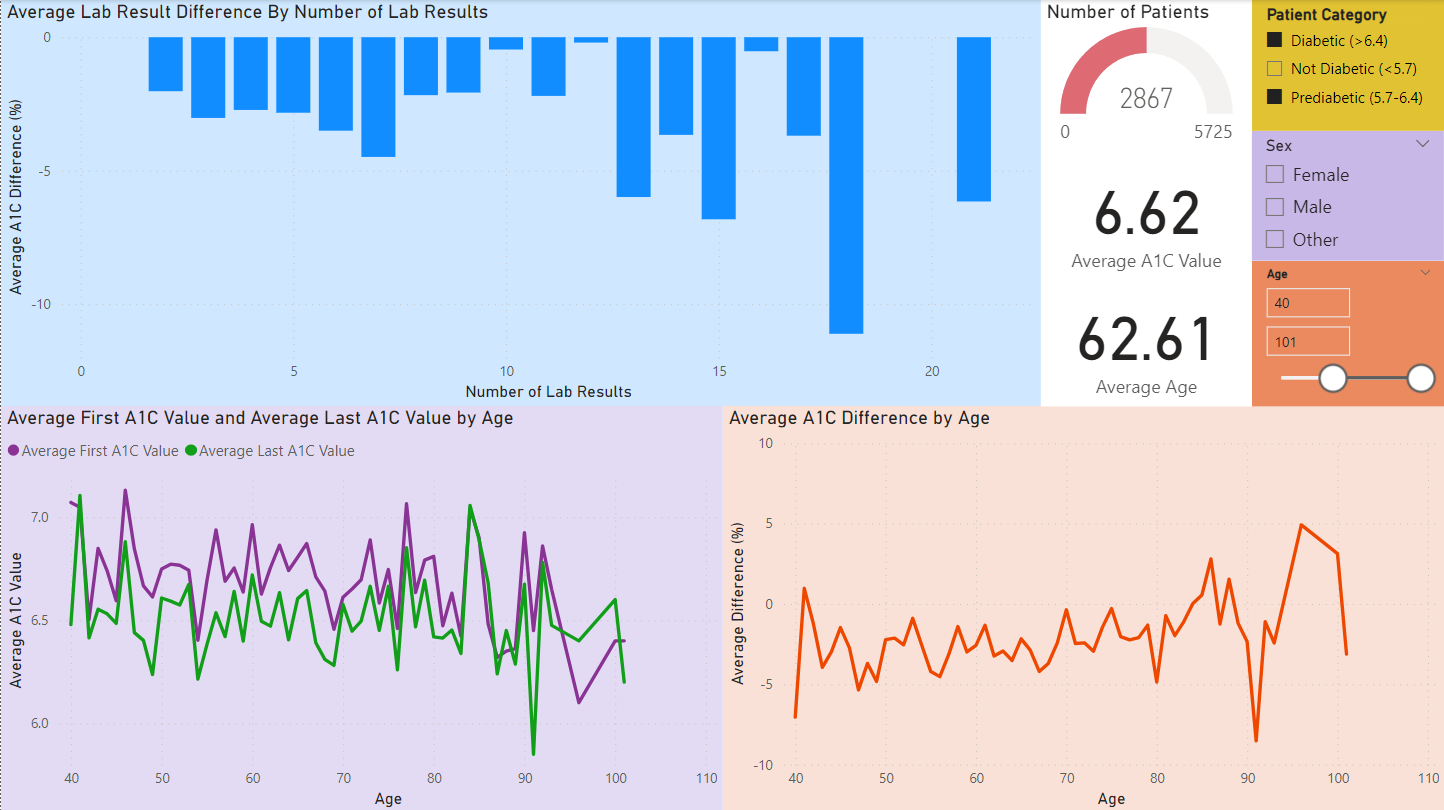 Average Lab Result Difference By Number of Lab Results
Average A1C Difference (%)
0
-5
-10
0 5 10 15 20
Number of Lab Results
Number of Patients
2867
0 5725
6.62
Average A1C Value
62.61
Average Age
Patient Category
Diabetic (>6.4)
Not Diabetic (<5.7)
Prediabetic (5.7-6.4)
Sex
Female
Male
Other
Age
40
101
Average First A1C Value and Average Last A1C Value by Age
Average First A1C Value Average Last A1C Value
Average A1C Value
7.0
6.5
6.0
40 50 60 70 80 90 100 110
Age
Average A1C Difference by Age
Average Difference (%)
10
5
0
-5
-10
40 50 60 70 80 90 100 110
Age